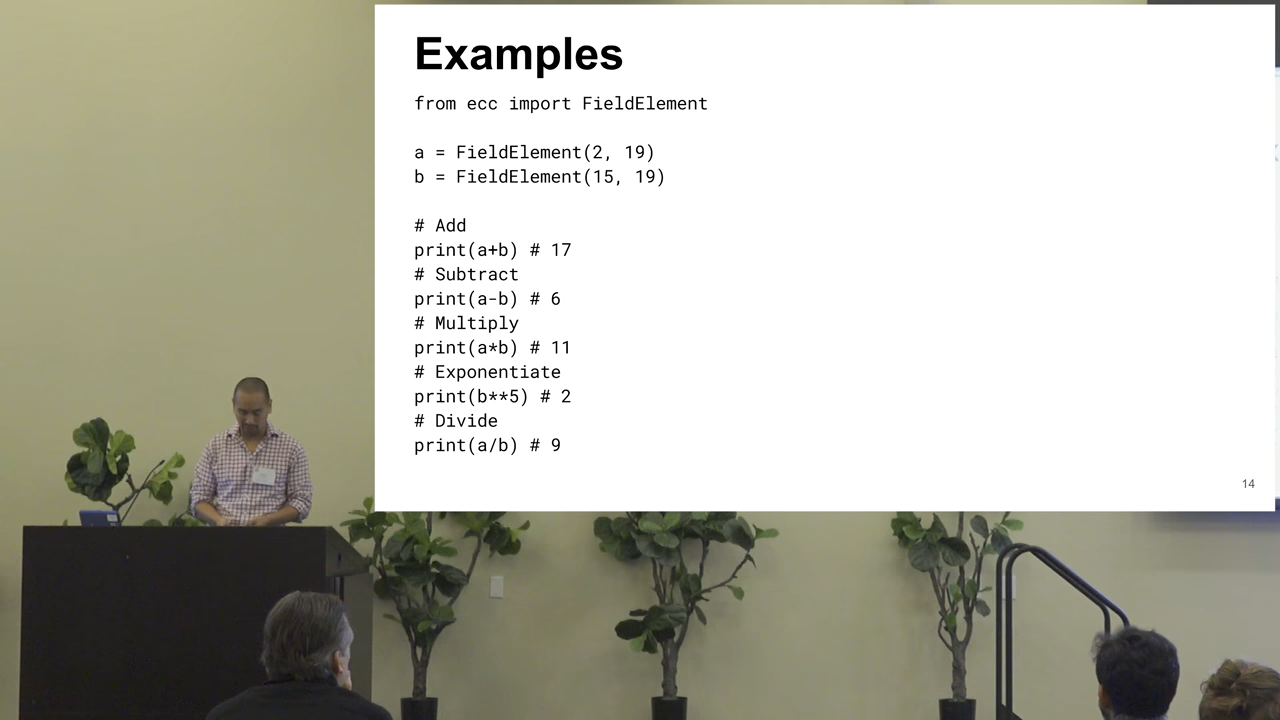 Examples
from ecc import FieldElement
a = FieldElement(2, 19)
b = FieldElement(15, 19)
# Add
print(a+b) # 17
# Subtract
print(a-b) # 6
# Multiply
print(a*b) # 11
# Exponentiate
print(b**5) # 2
# Divide
print(a/b) # 9
14